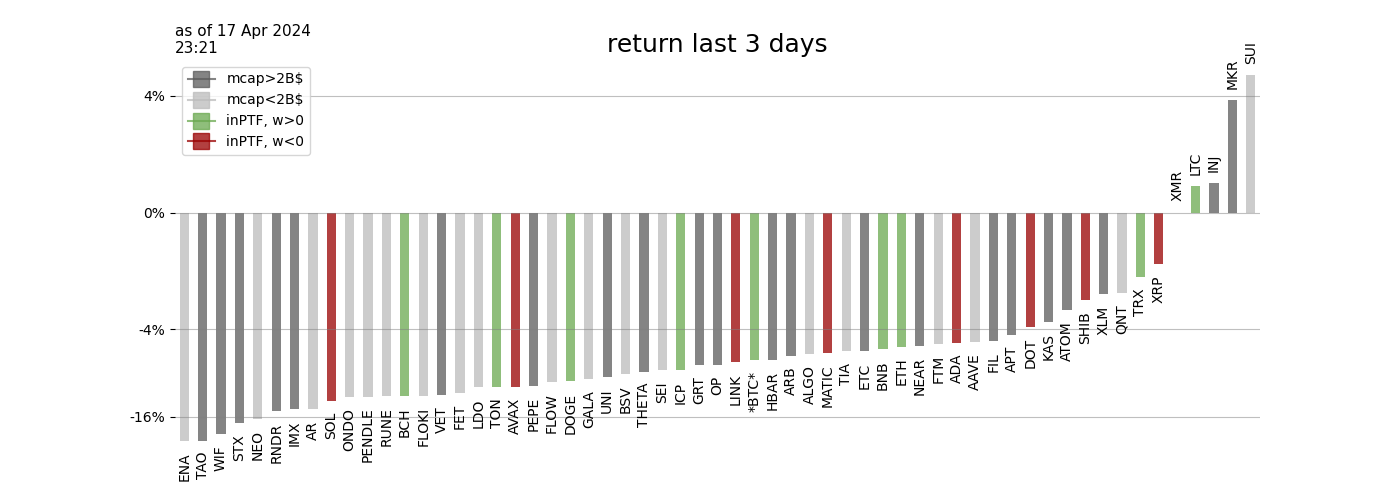 as of 17 Apr 2024
23:21
return last 3 days
mcap>2B$
mcap<2B$
inPTF, w>0
inPTF, w<0
4%
0%
-4%
-16%
ENA
TAO
WIF
STX
NEO
RNDR
IMX
AR
SOL
ONDO
PENDLE
RUNE
BCH
FLOKI
VET
FET
LDO
TON
AVAX
PEPE
FLOW
DOGE
GALA
UNI
BSV
THETA
SEI
ICP
GRT
OP
LINK
*BTC*
HBAR
ARB
ALGO
MATIC
TIA
ETC
BNB
ETH
NEAR
FTM
ADA
AAVE
FIL
APT
DOT
KAS
ATOM
SHIB
XLM
QNT
TRX
XRP
XMR
LTC
INJ
MKR
SUI